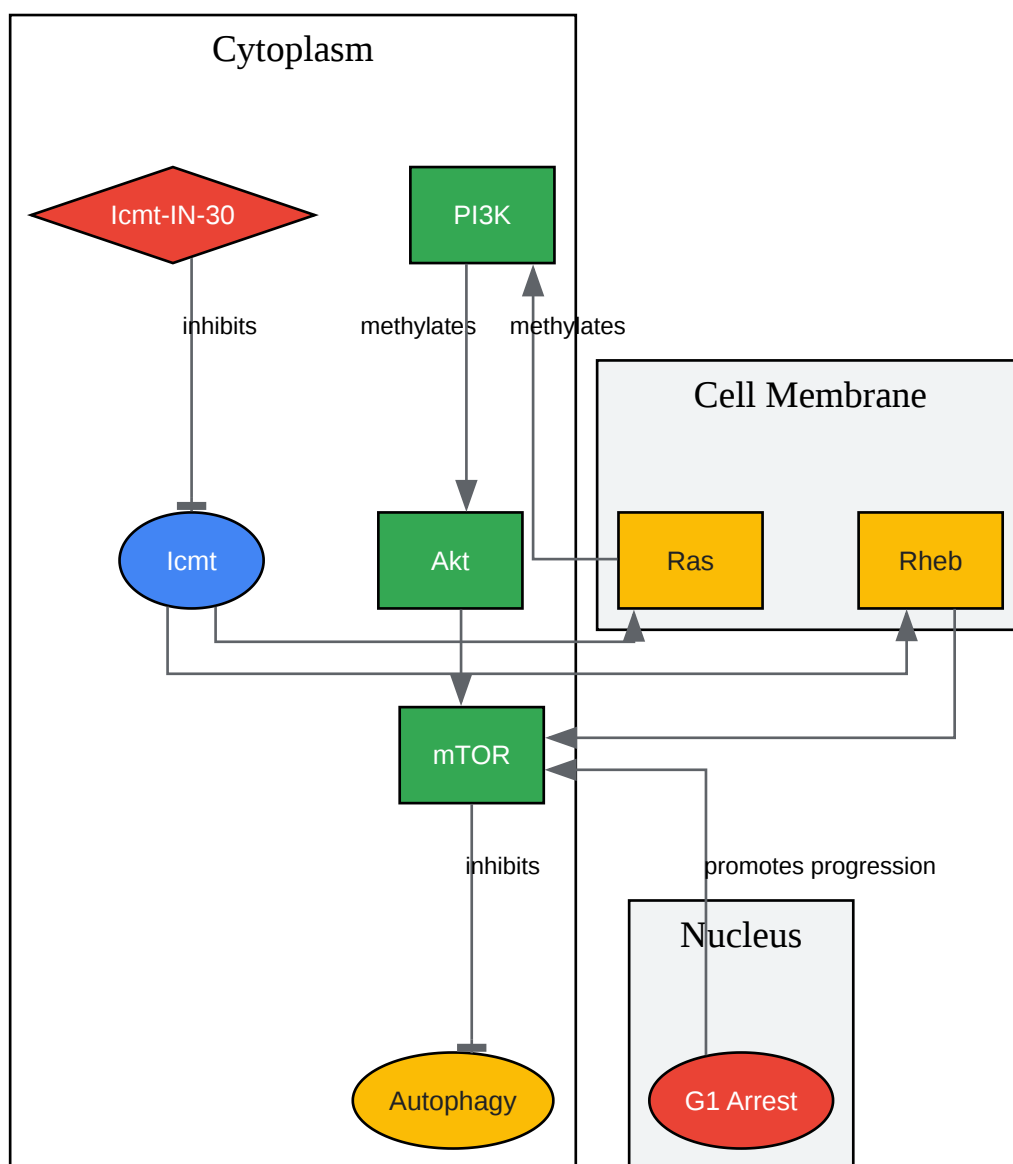 Cytoplasm
Icmt-IN-30
PI3K
inhibits
methylates
methylates
Cell Membrane
Icmt
Akt
Ras
Rheb
mTOR
inhibits
promotes progression
Nucleus
Autophagy
G1 Arrest